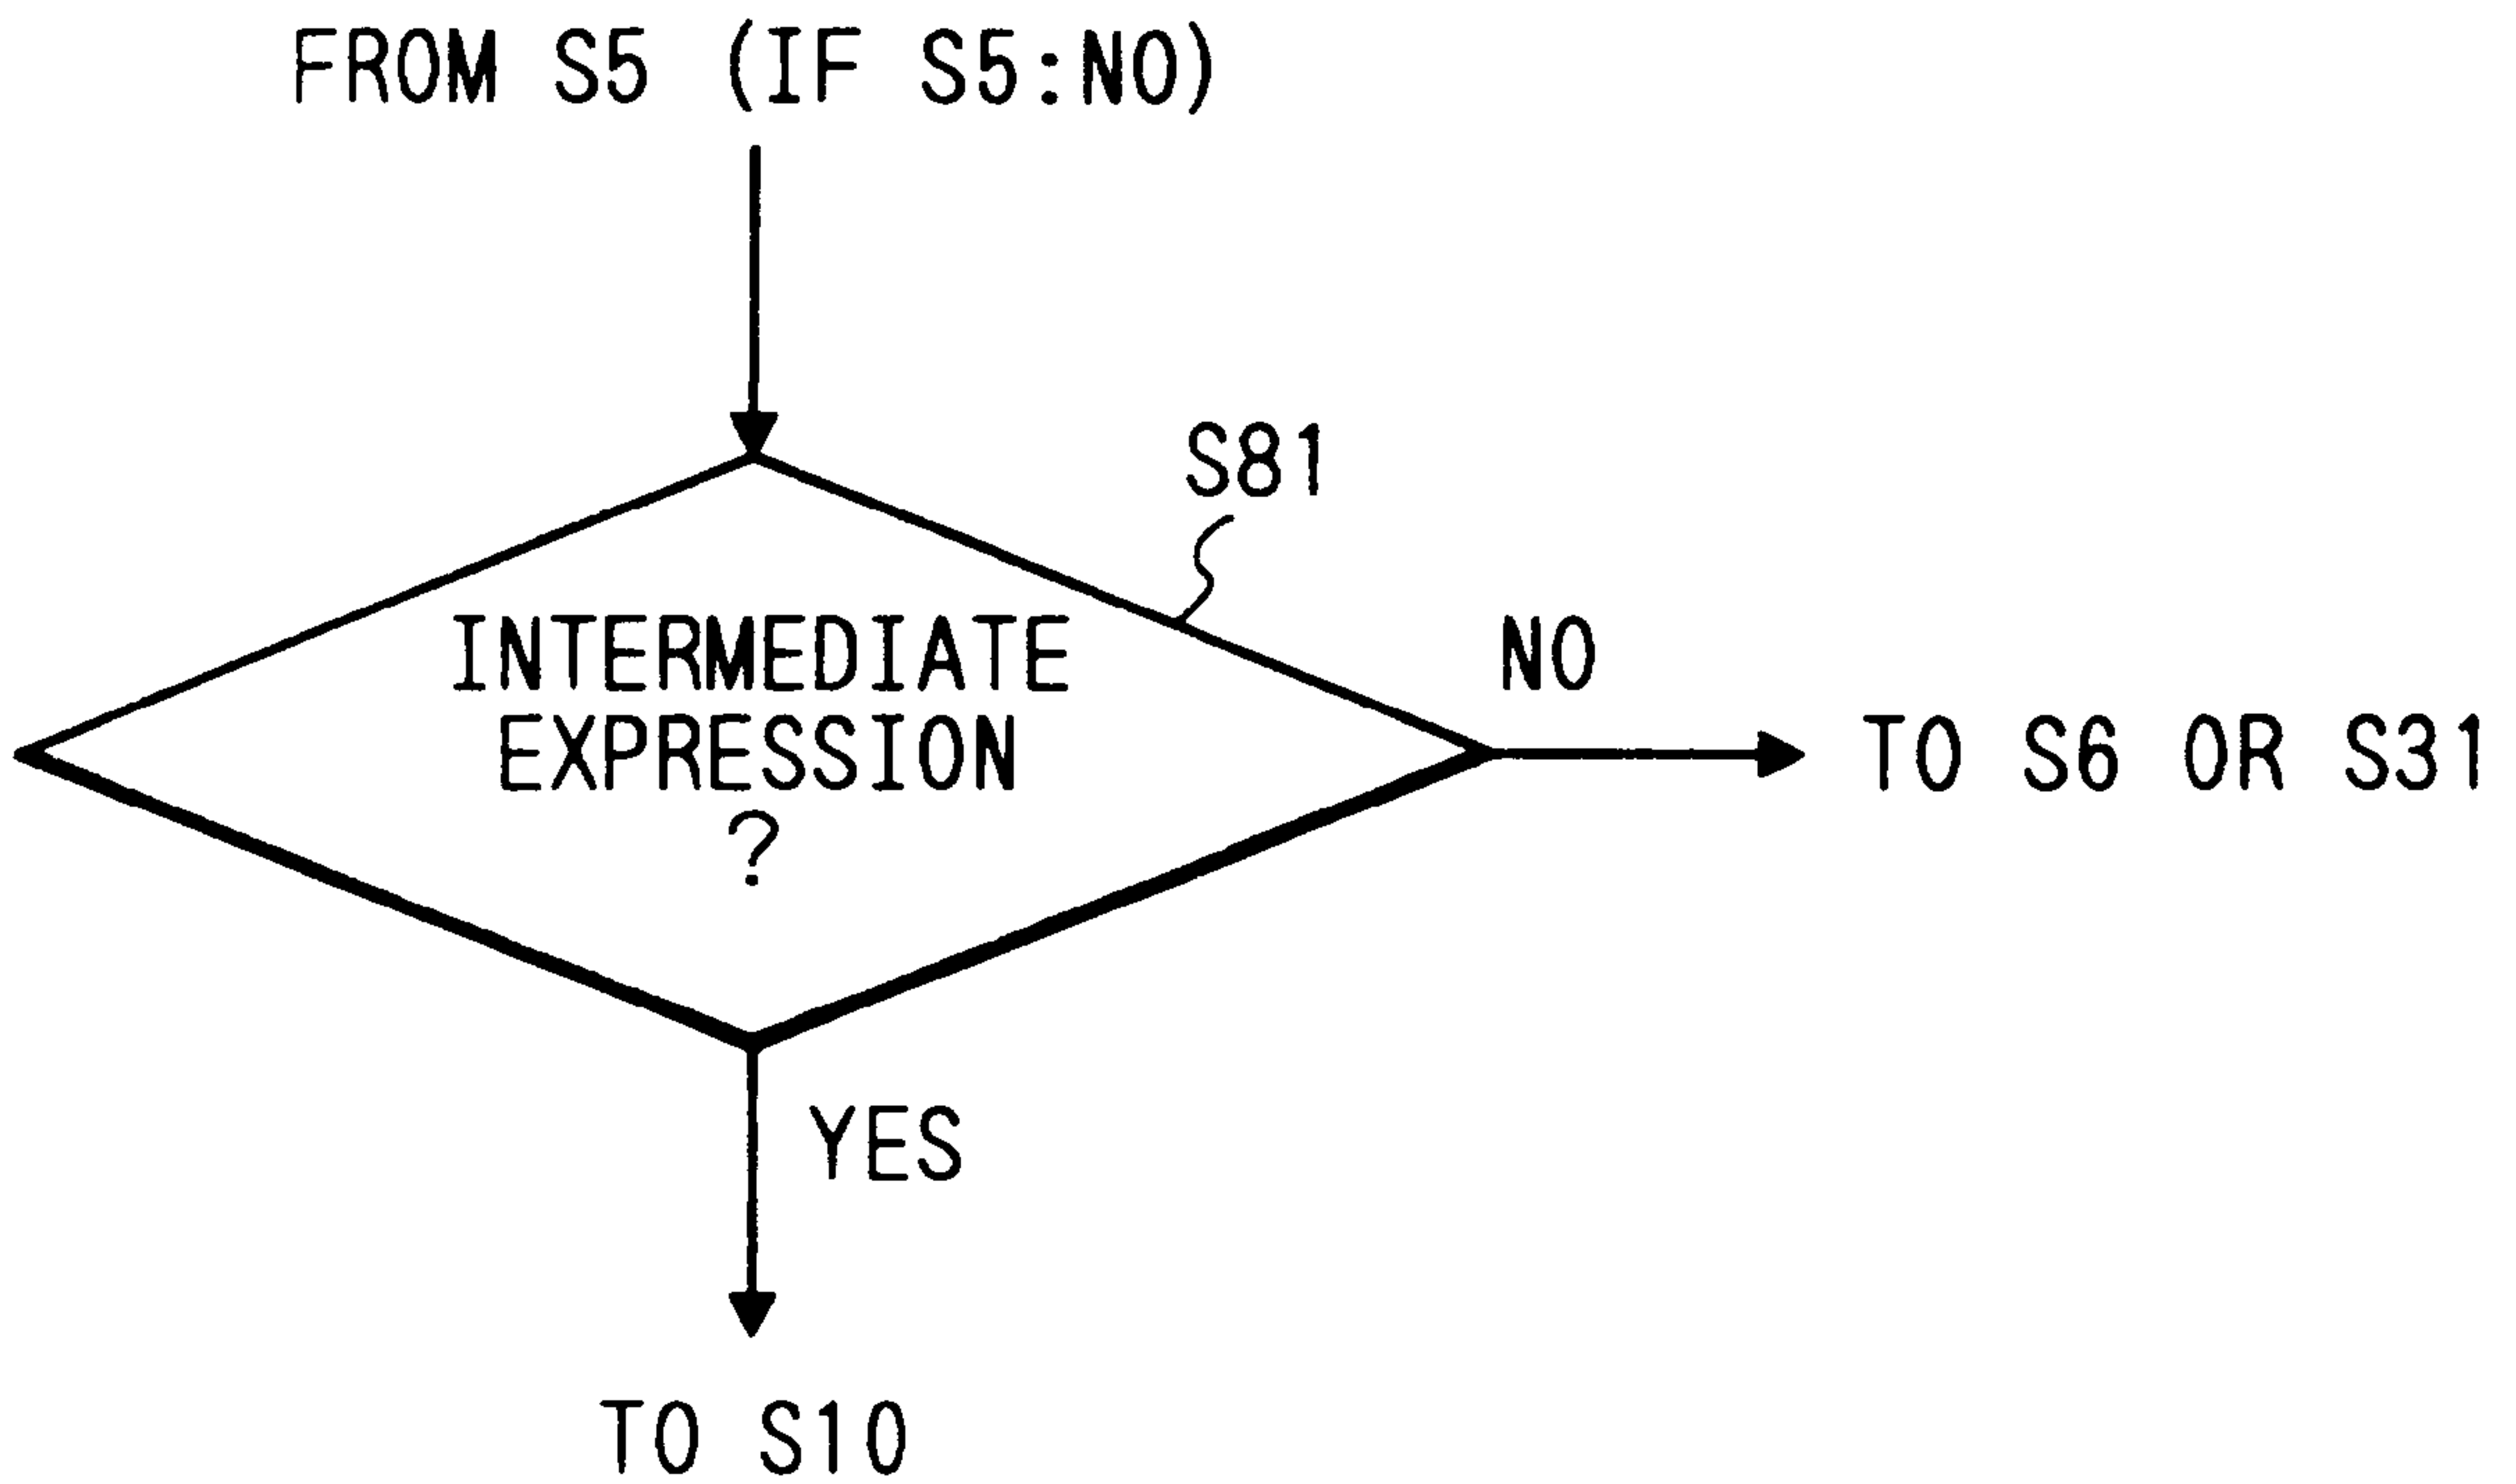 FROM S5 (IF S5:NO)
S81
INTERMEDIATE
EXPRESSION
?
NO
TO S6 OR S31
YES
TO S10